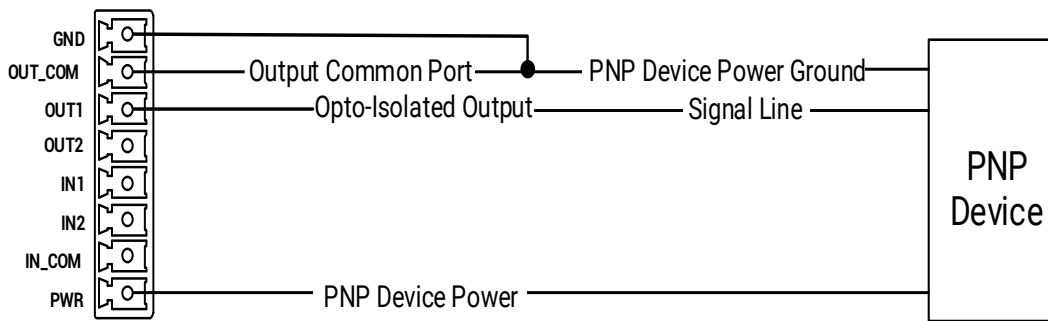 GND
OUT_COM
Output Common Port
PNP Device Power Ground
OUT1
Opto-Isolated Output
Signal Line
OUT2
IN1
IN2
IN_COM
PWR
PNP Device Power
PNP
Device